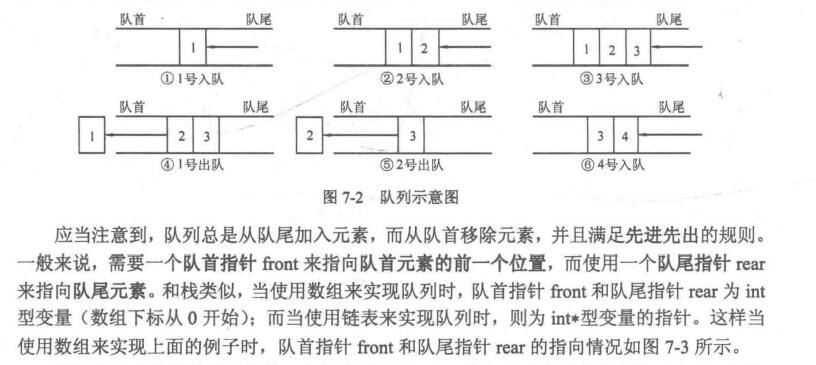 队首 队尾 队首 队尾 队首 队尾
1 1 2 1 2 3
①1号入队 ②2号入队 ③3号入队
队首 队尾 队首 队尾 队首 队尾
1 2 3 2 3 3 4
④1号出队 ⑤2号出队 ⑥4号入队
图 7-2 队列示意图
应当注意到，队列总是从队尾加入元素，而从队首移除元素，并且满足先进先出的规则。
一般来说，需要一个队首指针 front 来指向队首元素的前一个位置，而使用一个队尾指针 rear
来指向队尾元素。和栈类似，当使用数组来实现队列时，队首指针 front 和队尾指针 rear 为 int
型变量（数组下标从 0 开始）；而当使用链表来实现队列时，则为 int*型变量的指针。这样当
使用数组来实现上面的例子时，队首指针 front 和队尾指针 rear 的指向情况如图 7-3 所示。